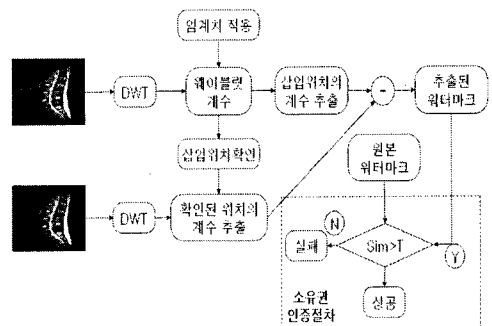 임계치 적용
DWT
웨이블릿
계수
삽입위치의
계수 추출
-
추출된
워터마크
삽입위치확인
원본
워터마크
DWT
확인된 위치의
계수 추출
N
실패
Sim>T
Y
소유권
인증절차
성공